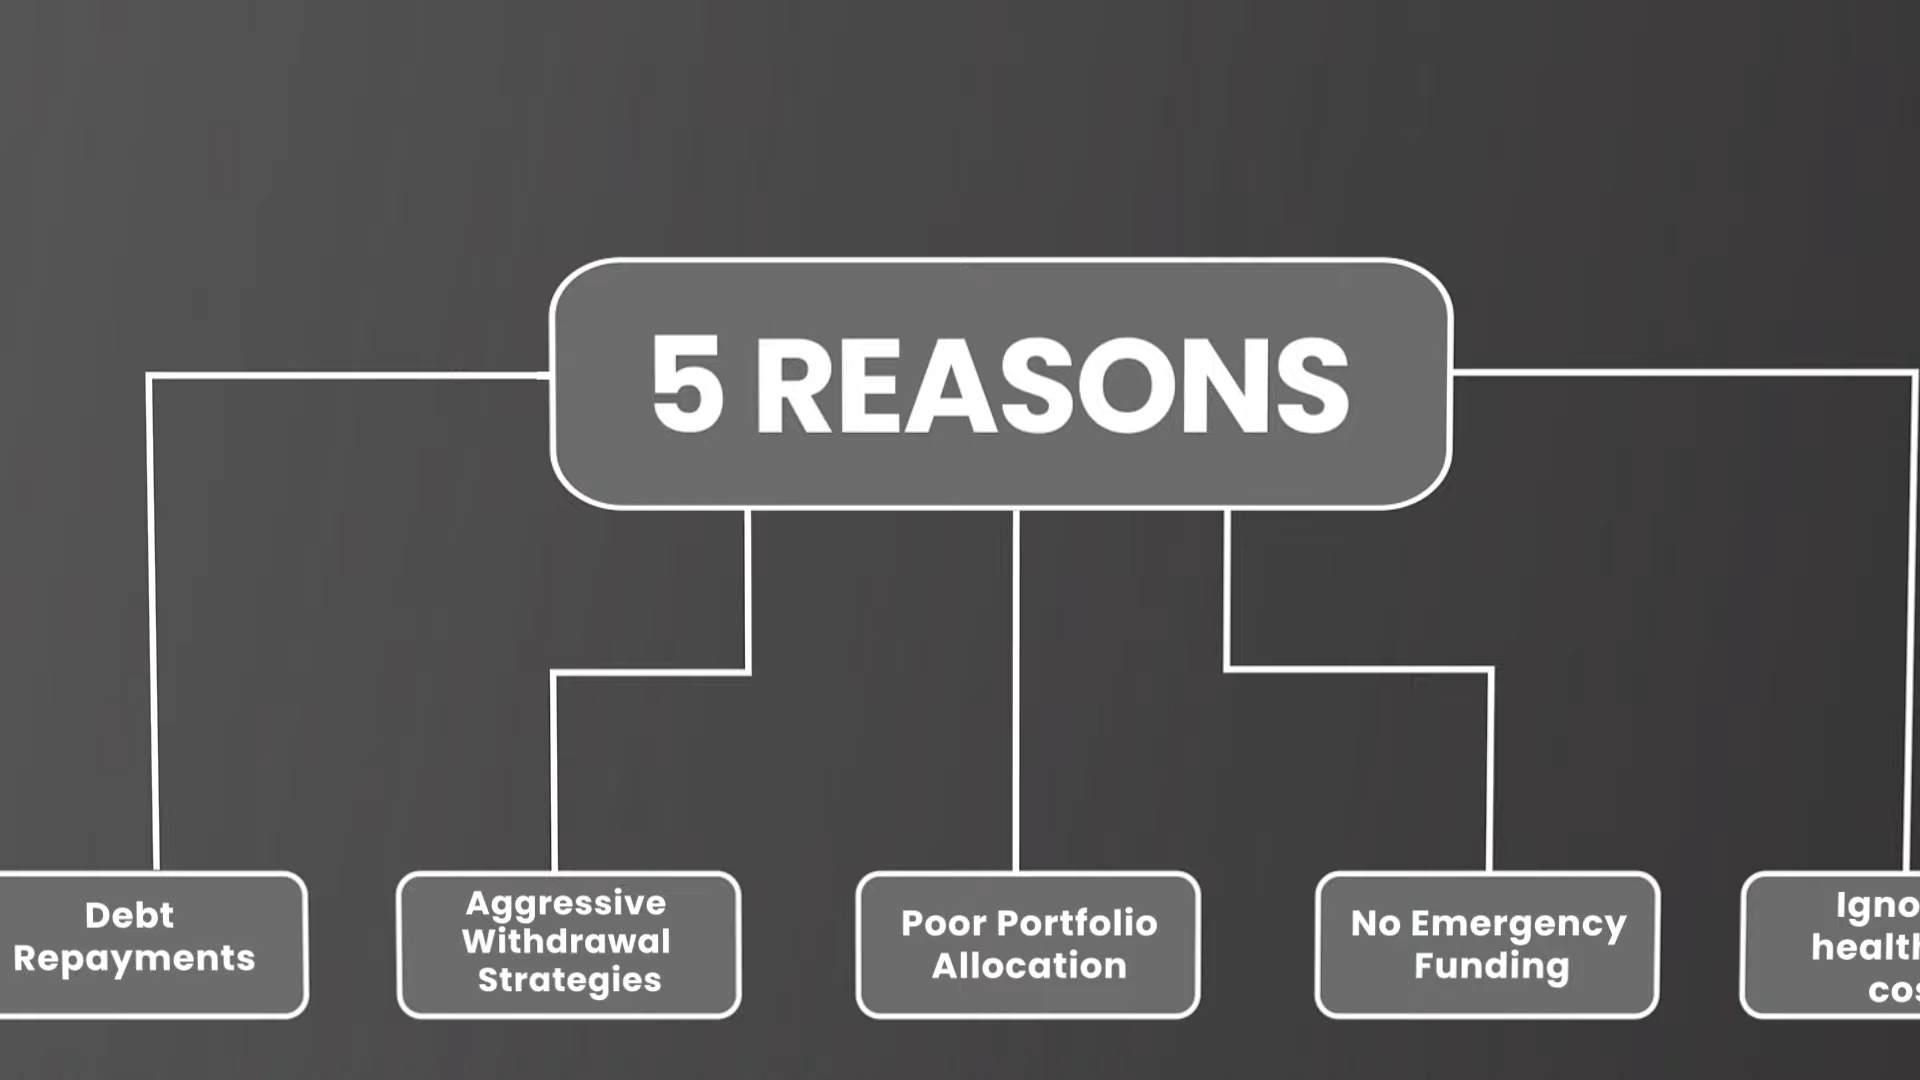 5 REASONS
Debt
Repayments
Aggressive
Withdrawal
Strategies
Poor Portfolio
Allocation
No Emergency
Funding